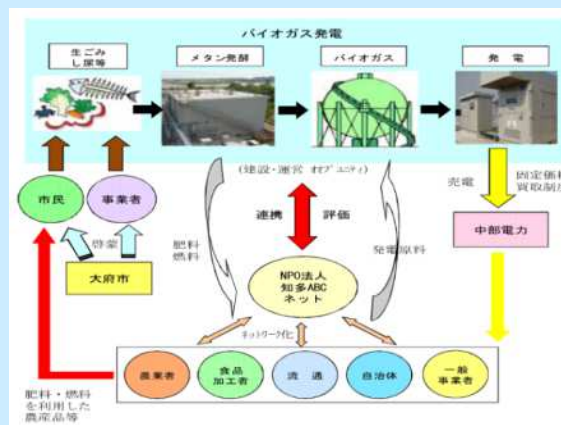 バイオガス発電
生ごみ
し尿等
メタン発酵
バイオガス
発 電
(建設・運営 オオブユニティ)
市民
事業者
連携
評価
売電
固定価格
買取制度
啓蒙
肥料
燃料
発電原料
中部電力
大府市
NPO法人
知多ABC
ネット
ネットワーク化
農業者
食品
加工者
流 通
自治体
一般
事業者
肥料・燃料
を利用した
農産品等